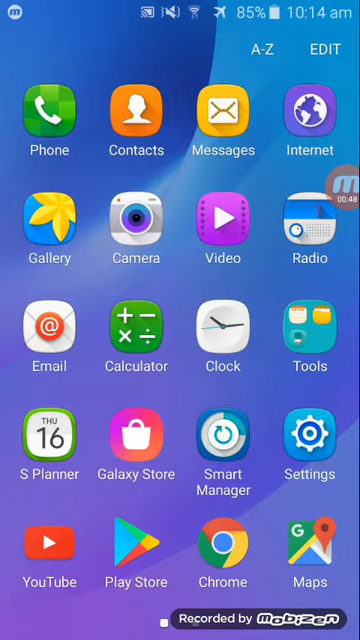 85% 10:14 am
A-Z EDIT
Phone Contacts Messages Internet
00:48
Gallery Camera Video Radio
Email Calculator Clock Tools
THU
16
S Planner Galaxy Store Smart Manager Settings
G
YouTube Play Store Chrome Maps
Recorded by Mobizen